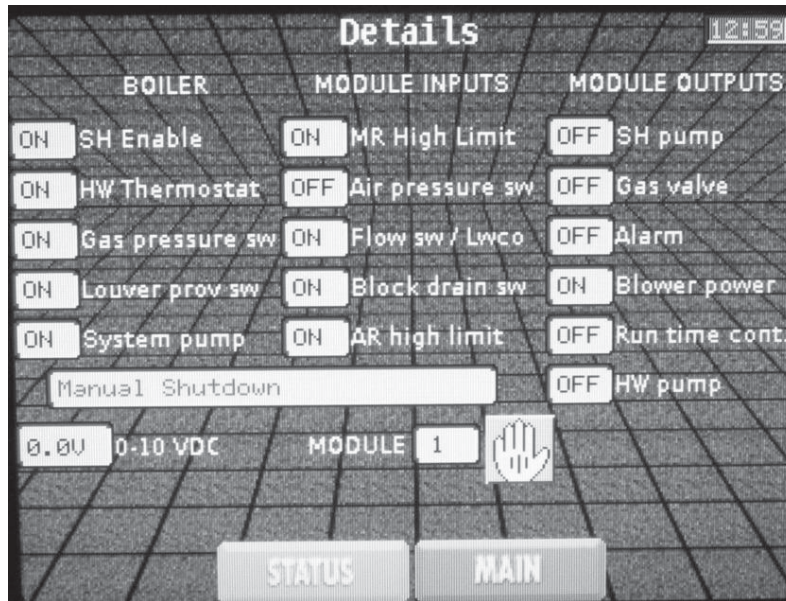 Details 12:59
BOILER MODULE INPUTS MODULE OUTPUTS
ON SH Enable ON MR High Limit OFF SH pump
ON HW Thermostat OFF Air pressure sw OFF Gas valve
ON Gas pressure sw ON Flow sw / Lwco OFF Alarm
ON Louver prov sw ON Block drain sw ON Blower power
ON System pump ON AR high limit OFF Run time cont.
Manual Shutdown OFF HW pump
0.0V 0-10 VDC MODULE 1
STATUS MAIN